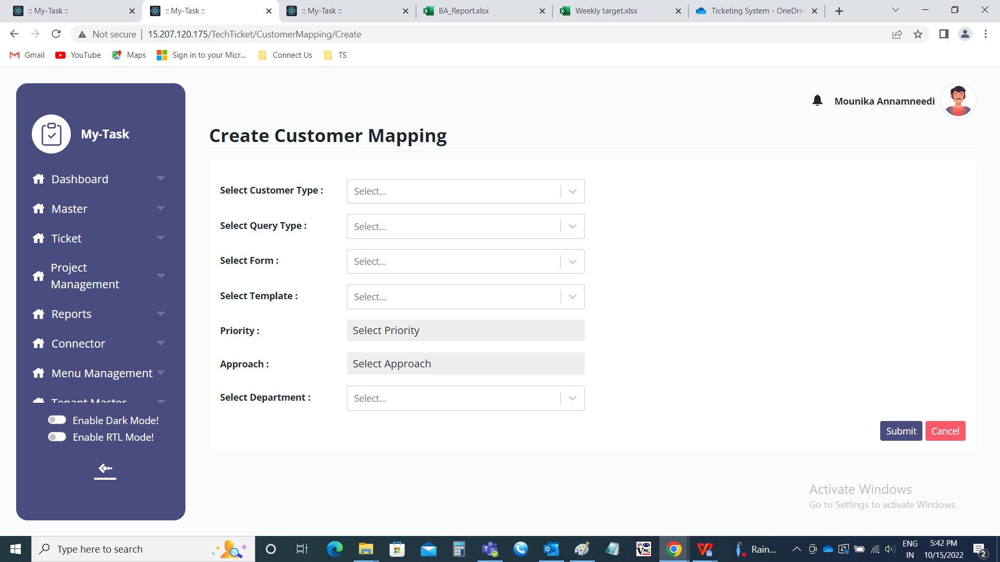 :: My-Task ::
:: My-Task ::
:: My-Task ::
BA_Report.xlsx
Weekly target.xlsx
Ticketing System - OneDriv
Not secure
15.207.120.175/TechTicket/CustomerMapping/Create
Gmail
YouTube
Maps
Sign in to your Micr...
Connect Us
TS
Mounika Annamneedi
My-Task
Dashboard
Master
Ticket
Project
Management
Reports
Connector
Menu Management
Tenant Master
Enable Dark Mode!
Enable RTL Mode!
Create Customer Mapping
Select Customer Type :
Select...
Select Query Type :
Select...
Select Form :
Select...
Select Template :
Select...
Priority :
Select Priority
Approach :
Select Approach
Select Department :
Select...
Submit
Cancel
Activate Windows
Go to Settings to activate Windows.
Type here to search
Rain...
ENG
IN
5:42 PM
10/15/2022
2